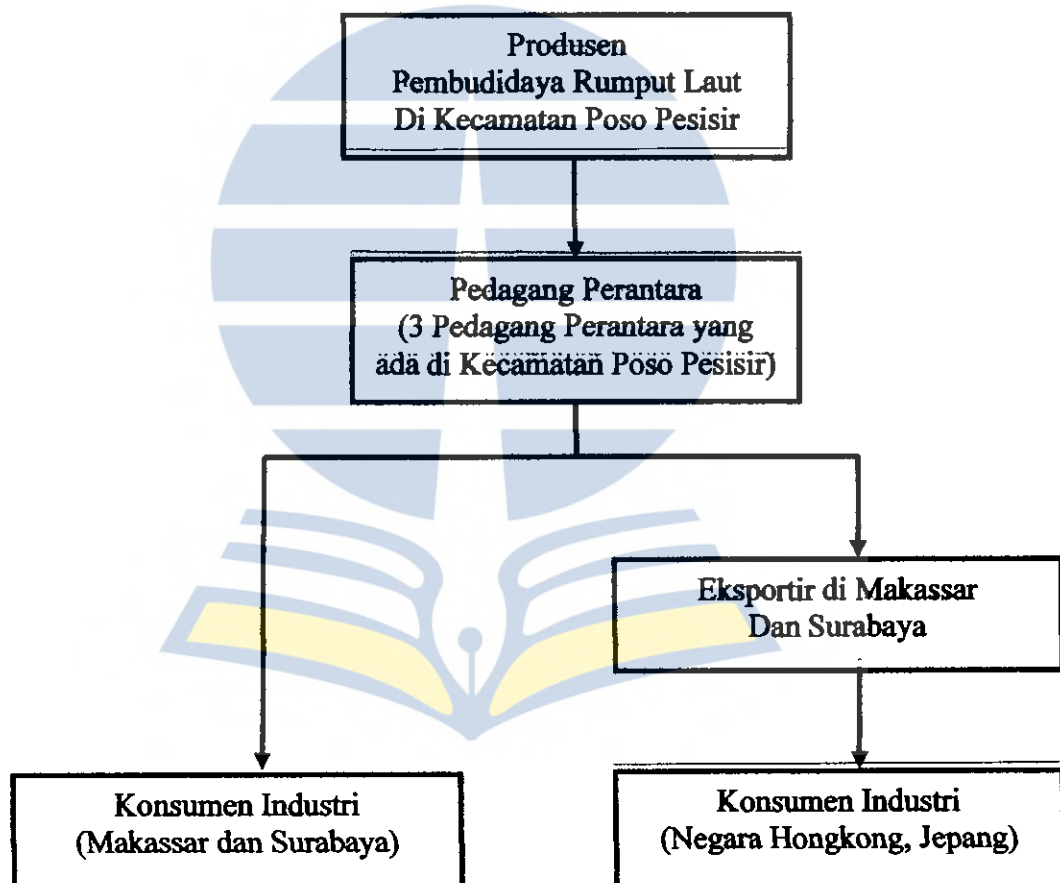 Produsen
Pembudidaya Rumput Laut
Di Kecamatan Poso Pesisir
Pedagang Perantara
(3 Pedagang Perantara yang
ada di Kecamatan Poso Pesisir)
Eksportir di Makassar
Dan Surabaya
Konsumen Industri
(Makassar dan Surabaya)
Konsumen Industri
(Negara Hongkong, Jepang)